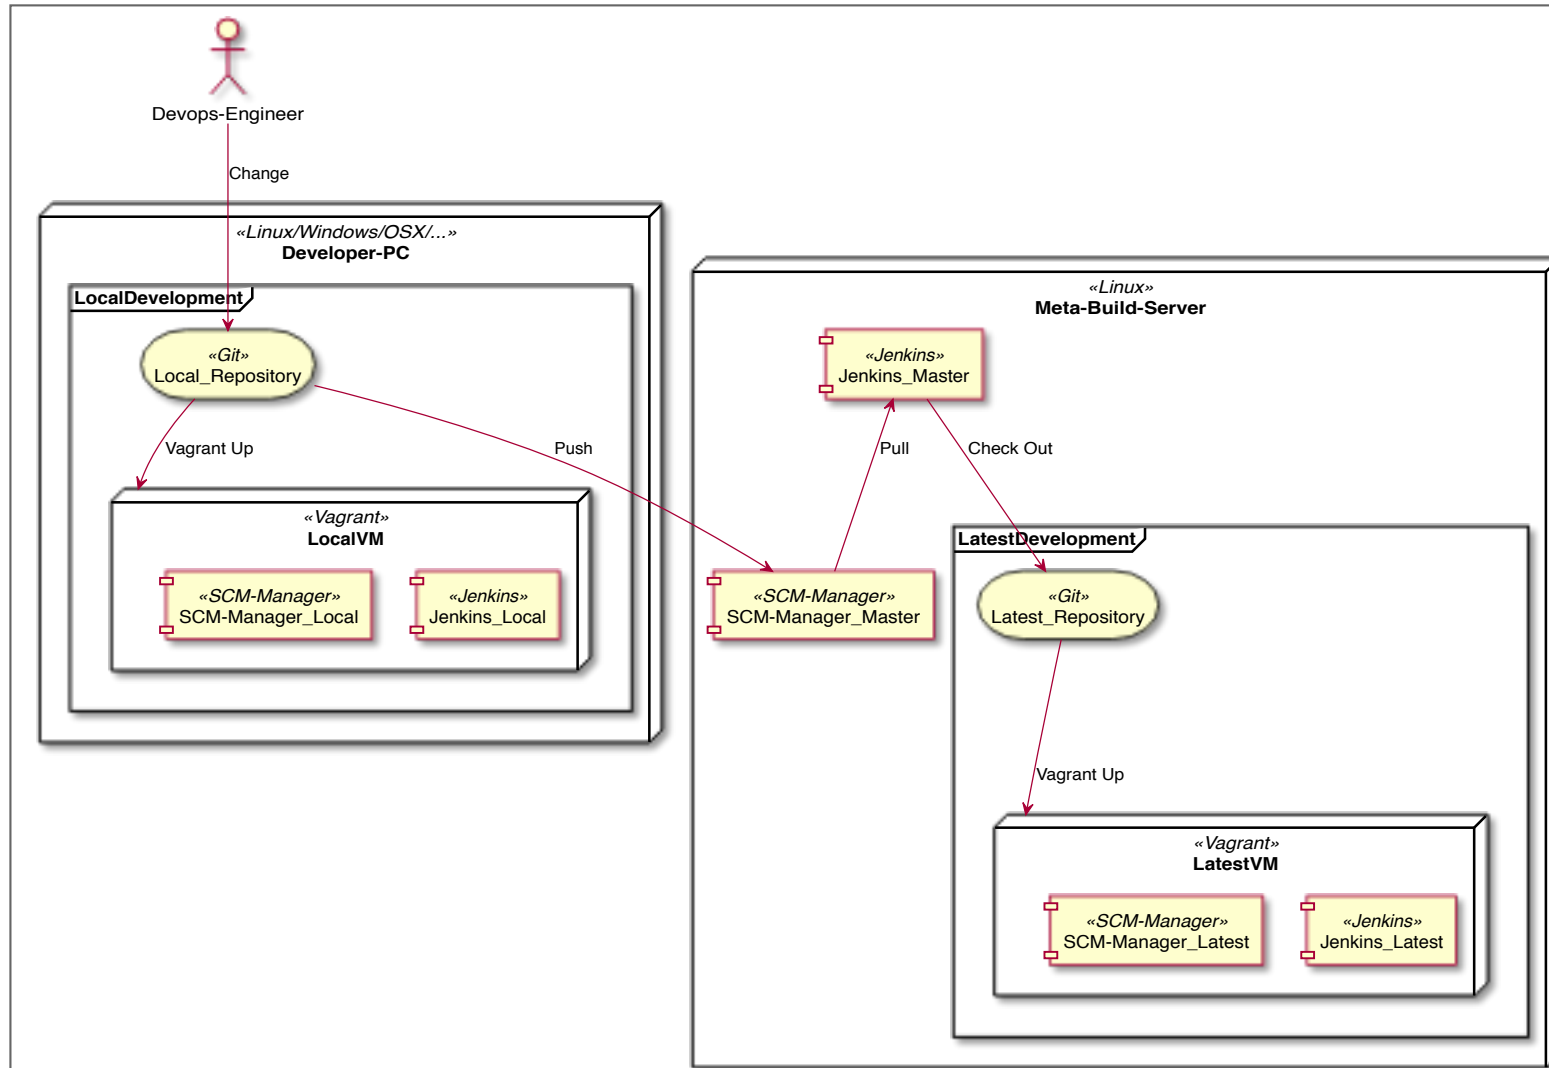 Devops-Engineer
Change
«Linux/Windows/OSX/...»
Developer-PC
LocalDevelopment
«Git»
Local_Repository
Vagrant Up
Push
«Vagrant»
LocalVM
«SCM-Manager»
SCM-Manager_Local
«Jenkins»
Jenkins_Local
«Linux»
Meta-Build-Server
«Jenkins»
Jenkins_Master
Pull
Check Out
«SCM-Manager»
SCM-Manager_Master
LatestDevelopment
«Git»
Latest_Repository
Vagrant Up
«Vagrant»
LatestVM
«SCM-Manager»
SCM-Manager_Latest
«Jenkins»
Jenkins_Latest